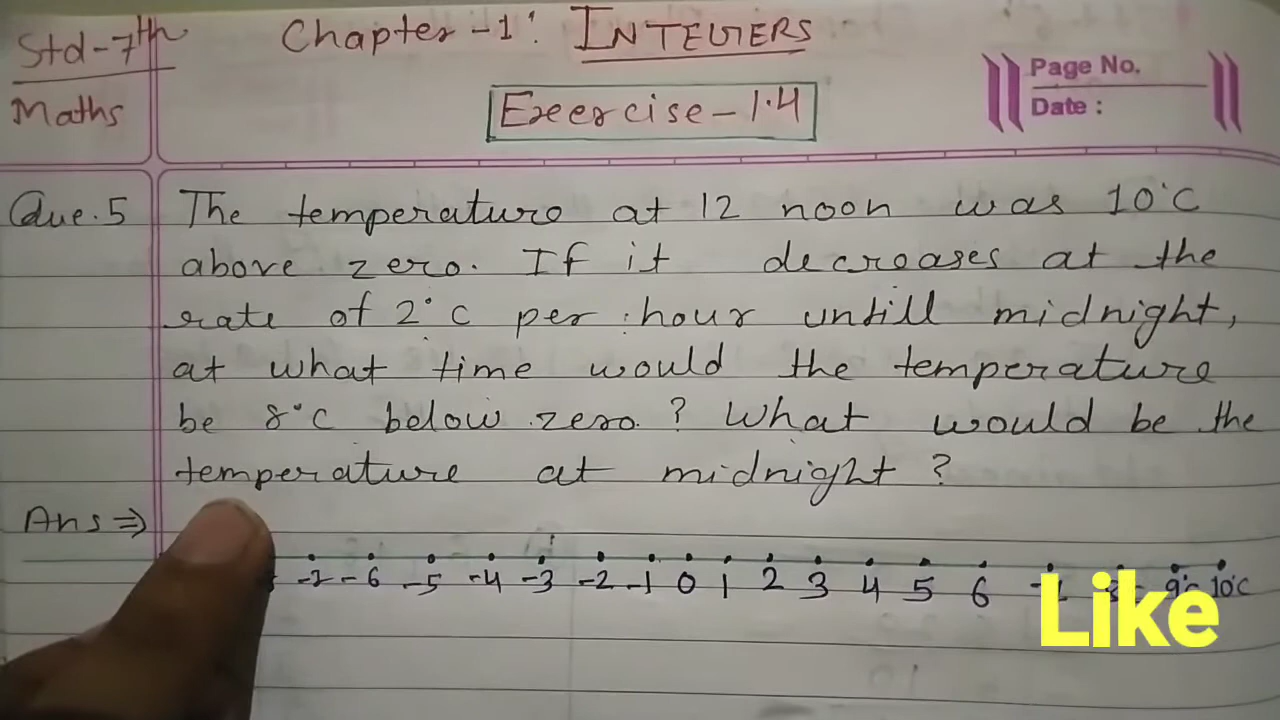 Std-7th
Chapter-1: INTEGERS
Maths
Exercise-1.4
Page No.
Date :
Que.5 The temperature at 12 noon was 10°C
above zero. If it decreases at the
rate of 2°C per hour untill midnight,
at what time would the temperature
be 8°C below zero? What would be the
temperature at midnight?
Ans ⇒
-6 -5 -4 -3 -2 -1 0 1 2 3 4 5 6 9°C 10°C
Like